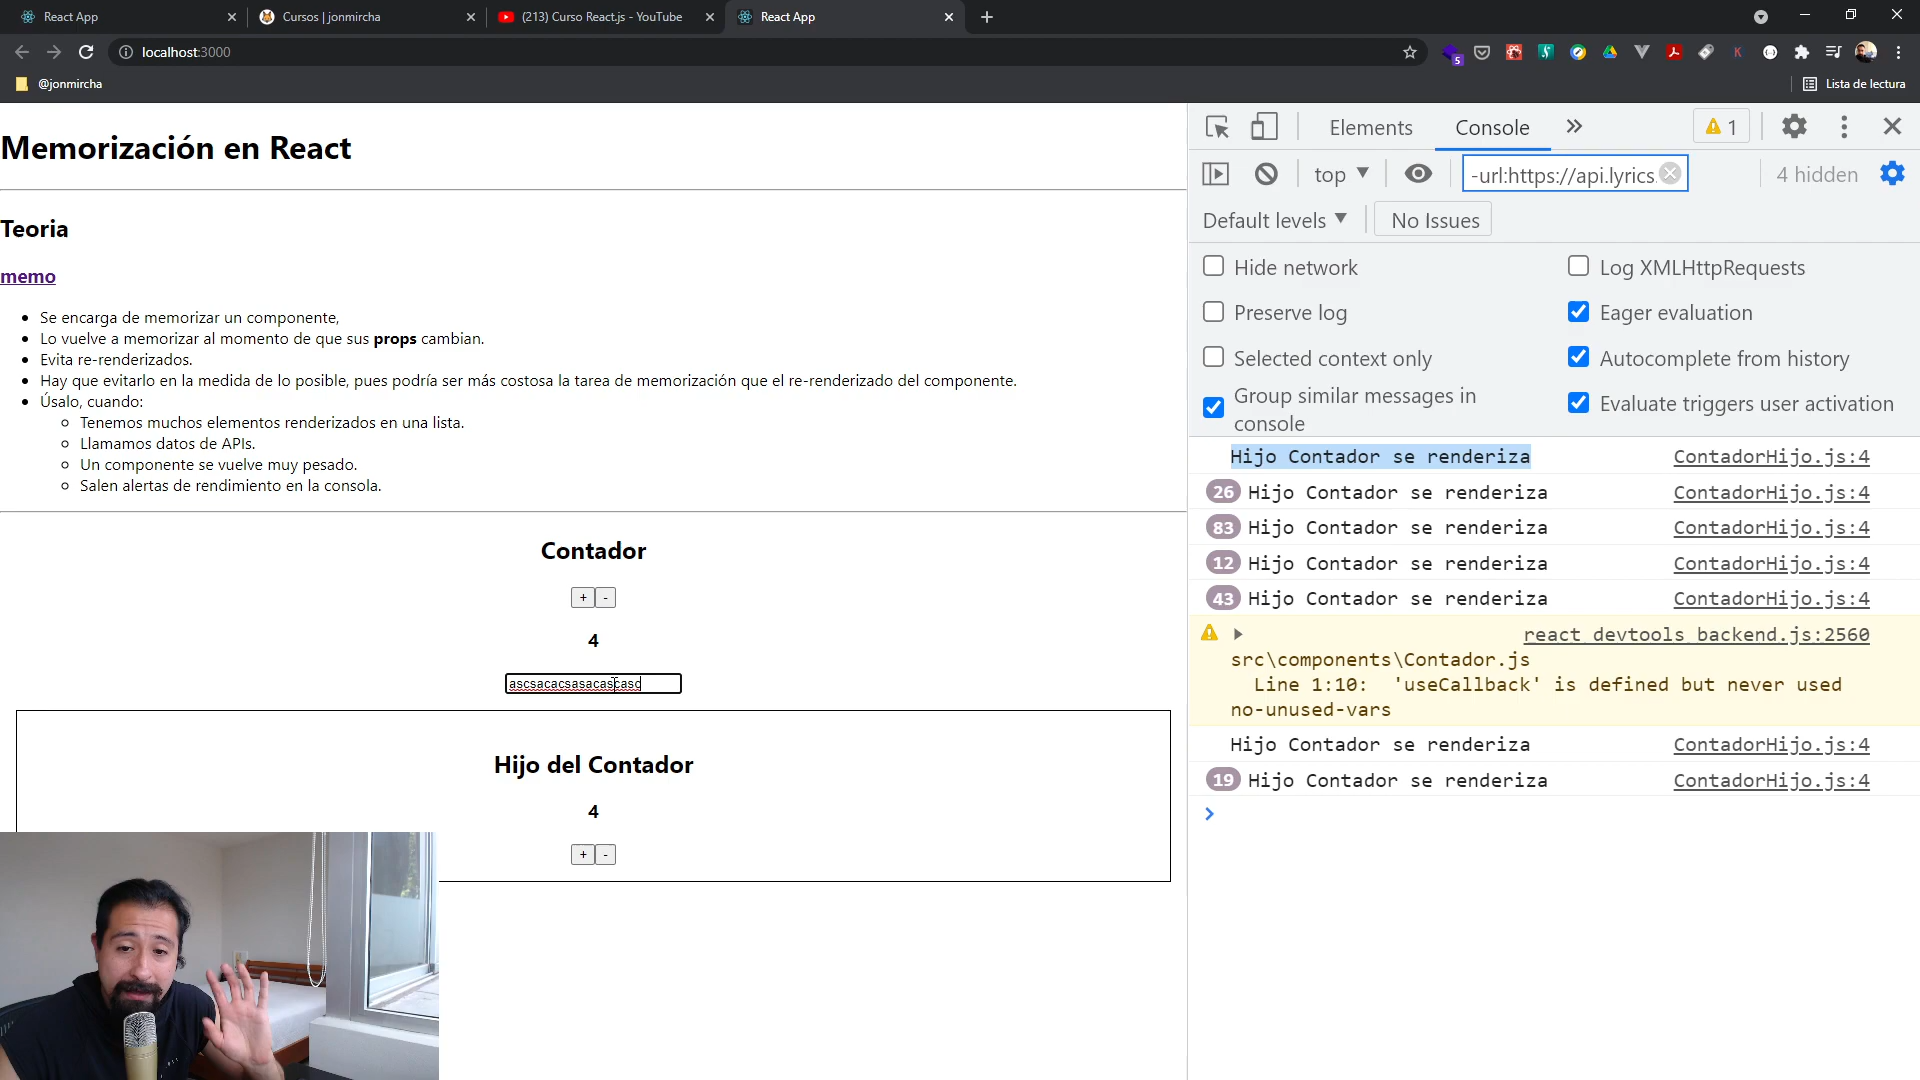 React App
Cursos | jonmircha
(213) Curso React.js - YouTube
React App
localhost:3000
5
@jonmircha
Lista de lectura
Memorización en React
Teoria
memo
Se encarga de memorizar un componente,
Lo vuelve a memorizar al momento de que sus props cambian.
Evita re-renderizados.
Hay que evitarlo en la medida de lo posible, pues podría ser más costosa la tarea de memorización que el re-renderizado del componente.
Úsalo, cuando:
Tenemos muchos elementos renderizados en una lista.
Llamamos datos de APIs.
Un componente se vuelve muy pesado.
Salen alertas de rendimiento en la consola.
Contador
+ -
4
ascsacacsasacascasc
Hijo del Contador
4
+ -
Elements Console 1
top -url:https://api.lyrics. 4 hidden
Default levels No Issues
Hide network Log XMLHttpRequests
Preserve log Eager evaluation
Selected context only Autocomplete from history
Group similar messages in console Evaluate triggers user activation
Hijo Contador se renderiza ContadorHijo.js:4
26 Hijo Contador se renderiza ContadorHijo.js:4
83 Hijo Contador se renderiza ContadorHijo.js:4
12 Hijo Contador se renderiza ContadorHijo.js:4
43 Hijo Contador se renderiza ContadorHijo.js:4
react_devtools_backend.js:2560
src\components\Contador.js
Line 1:10: 'useCallback' is defined but never used
no-unused-vars
Hijo Contador se renderiza ContadorHijo.js:4
19 Hijo Contador se renderiza ContadorHijo.js:4